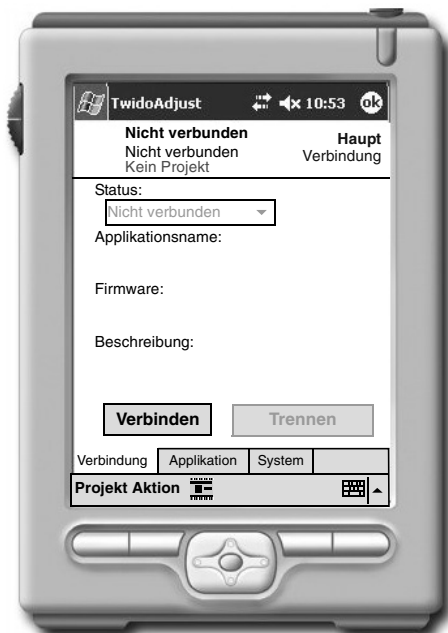 TwidoAdjust 10:53 ok
Nicht verbunden Haupt
Nicht verbunden Verbindung
Kein Projekt
Status:
Nicht verbunden
Applikationsname:
Firmware:
Beschreibung:
Verbinden Trennen
Verbindung Applikation System
Projekt Aktion